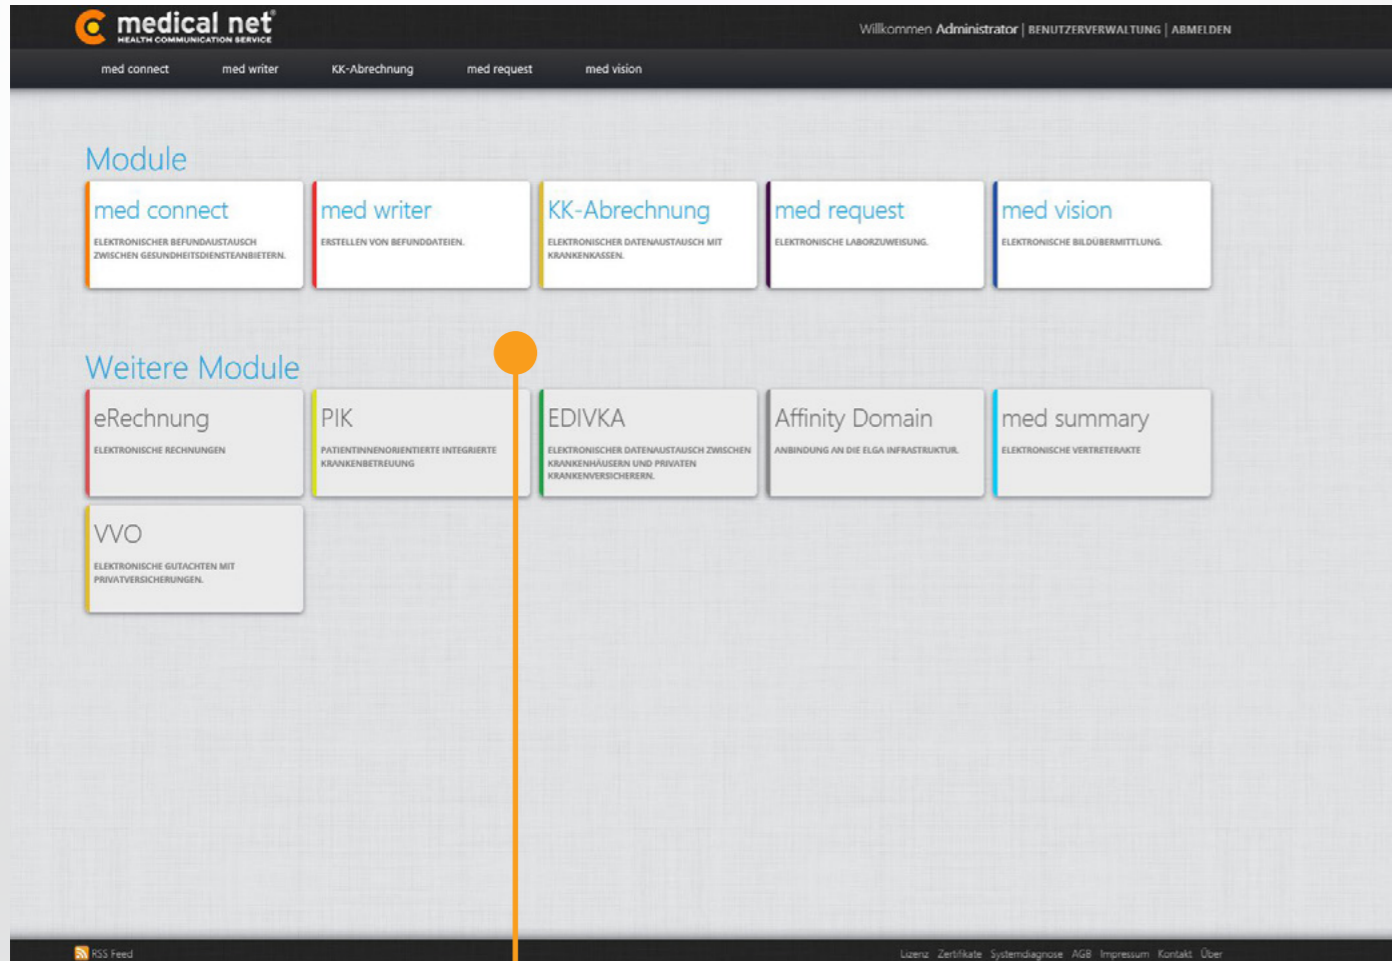 medical net®
HEALTH COMMUNICATION SERVICE
Willkommen Administrator | BENUTZERVERWALTUNG | ABMELDEN
med connect med writer KK-Abrechnung med request med vision
Module
med connect
ELEKTRONISCHER BEFUNDAUSTAUSCH
ZWISCHEN GESUNDHEITSDIENSTEANBIETERN.
med writer
ERSTELLEN VON BEFUNDDATEIEN.
KK-Abrechnung
ELEKTRONISCHER DATENAUSTAUSCH MIT
KRANKENKASSEN.
med request
ELEKTRONISCHE LABORZUWEISUNG.
med vision
ELEKTRONISCHE BILDÜBERMITTLUNG.
Weitere Module
eRechnung
ELEKTRONISCHE RECHNUNGEN
PIK
PATIENTINNENORIENTIERTE INTEGRIERTE
KRANKENBETREUUNG
EDIVKA
ELEKTRONISCHER DATENAUSTAUSCH ZWISCHEN
KRANKENHÄUSERN UND PRIVATEN
KRANKENVERSICHERERN.
Affinity Domain
ANBINDUNG AN DIE ELGA INFRASTRUKTUR.
med summary
ELEKTRONISCHE VERTRETERAKTE
VVO
ELEKTRONISCHE GUTACHTEN MIT
PRIVATVERSICHERUNGEN.
RSS Feed
Lizenz Zertifikate Systemdiagnose AGB Impressum Kontakt Über